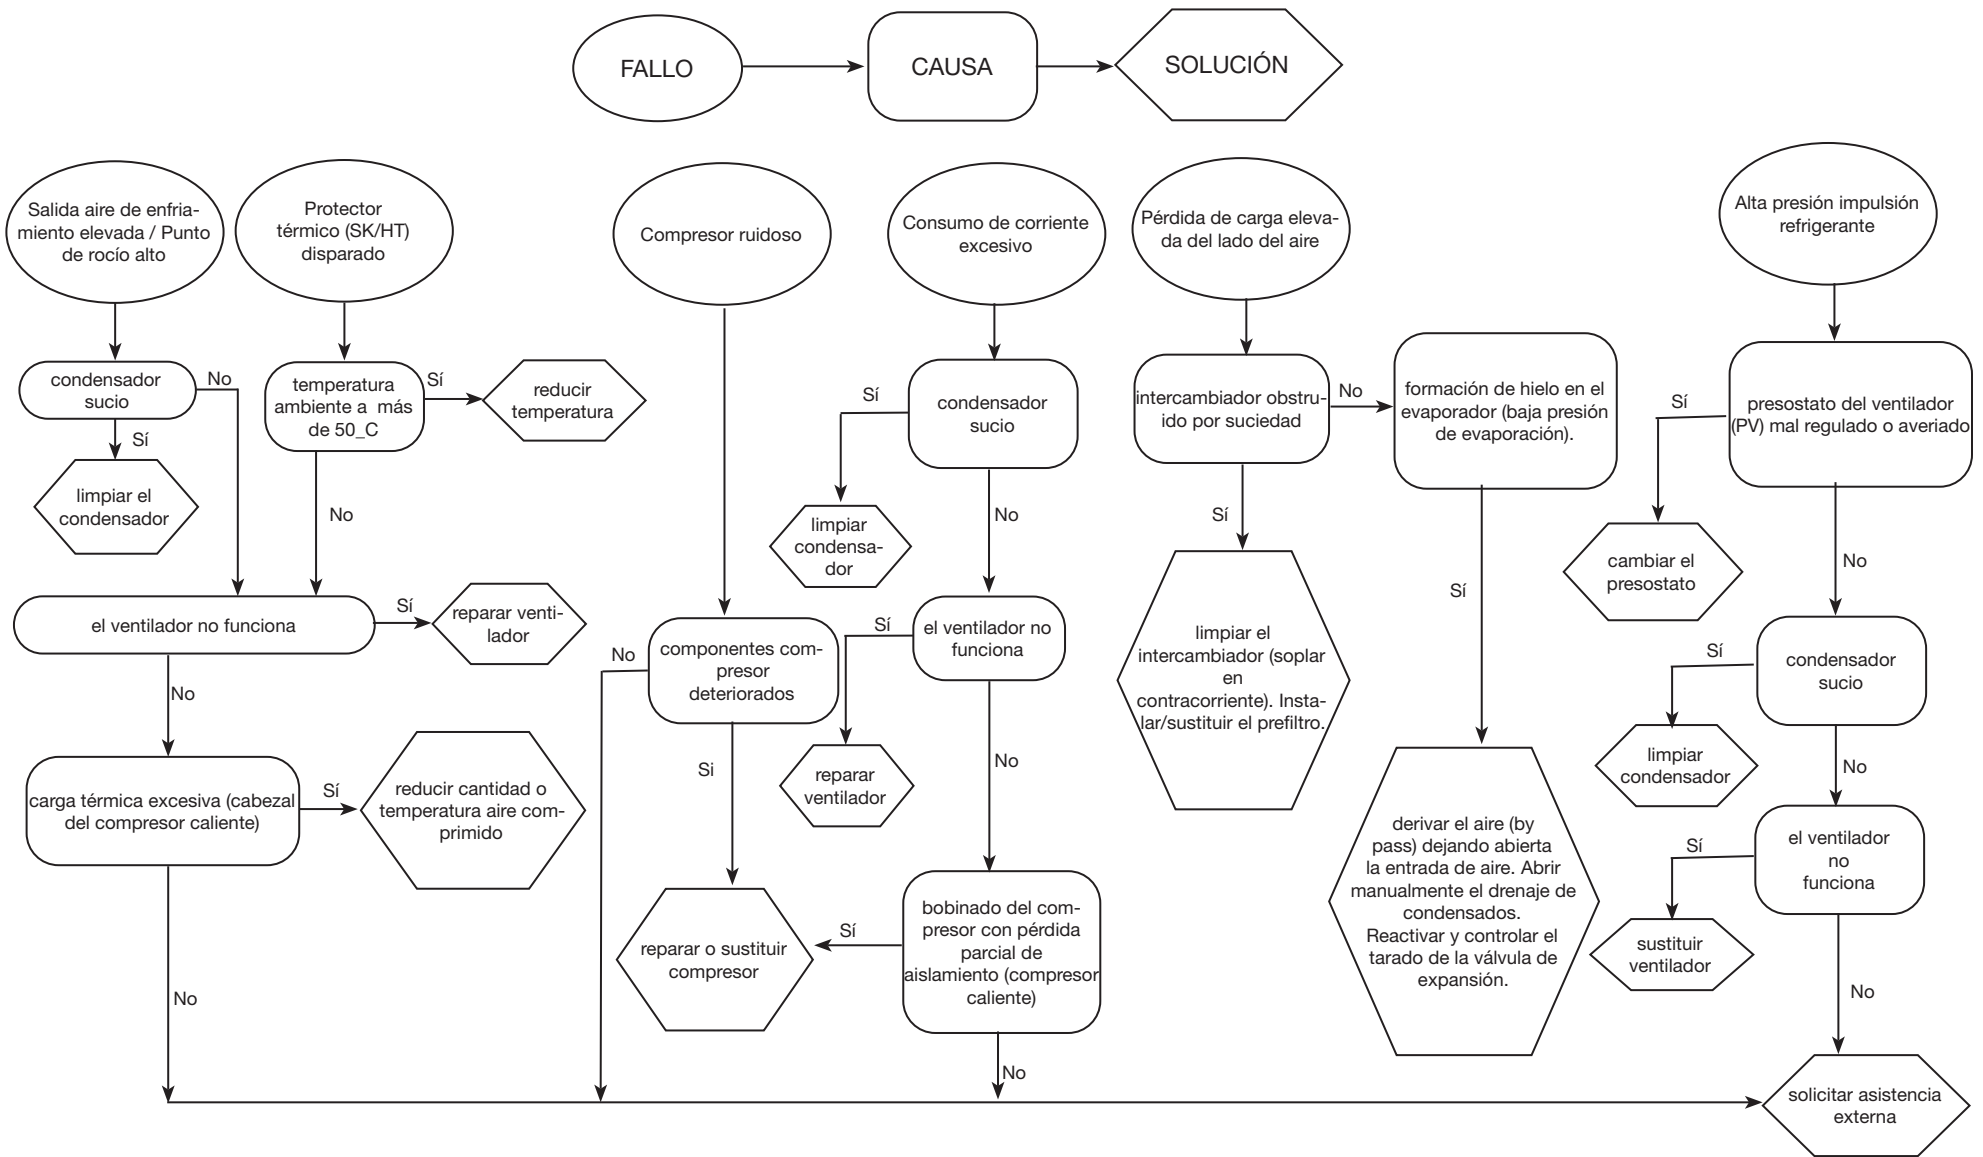 FALLO
CAUSA
SOLUCIÓN
Salida aire de enfria-
miento elevada / Punto
de rocío alto
Protector
térmico (SK/HT)
disparado
Compresor ruidoso
Consumo de corriente
excesivo
Pérdida de carga eleva-
da del lado del aire
Alta presión impulsión
refrigerante
condensador
sucio
No
Sí
limpiar el
condensador
temperatura
ambiente a  más
de 50_C
Sí
reducir
temperatura
No
el ventilador no funciona
Sí
reparar venti-
lador
No
carga térmica excesiva (cabezal
del compresor caliente)
Sí
reducir cantidad o
temperatura aire com-
primido
No
componentes com-
presor
deteriorados
No
Si
reparar o sustituir
compresor
condensador
sucio
Sí
limpiar
condensa-
dor
No
el ventilador no
funciona
Sí
reparar
ventilador
No
bobinado del com-
presor con pérdida
parcial de
aislamiento (compresor
caliente)
Sí
No
intercambiador obstru-
ido por suciedad
No
Sí
limpiar el
intercambiador (soplar
en
contracorriente). Insta-
lar/sustituir el prefiltro.
formación de hielo en el
evaporador (baja presión
de evaporación).
Sí
derivar el aire (by
pass) dejando abierta
la entrada de aire. Abrir
manualmente el drenaje de
condensados.
Reactivar y controlar el
tarado de la válvula de
expansión.
presostato del ventilador
(PV) mal regulado o averiado
Sí
cambiar el
presostato
No
condensador
sucio
Sí
limpiar
condensador
No
el ventilador
no
funciona
Sí
sustituir
ventilador
No
solicitar asistencia
externa